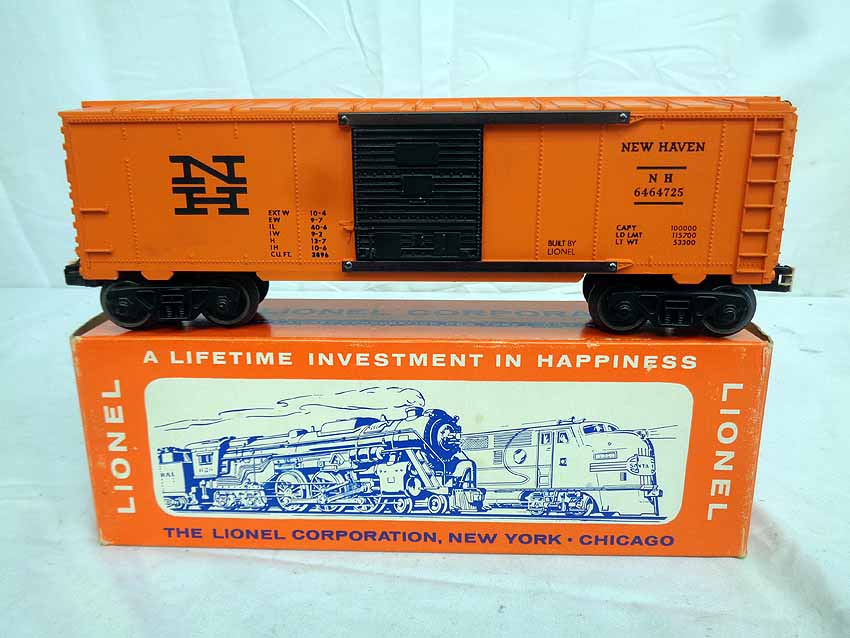 N
H
EXT W 10-4
EW 9-7
IL 40-6
IW 9-2
H 13-7
IH 10-6
CU.FT. 3896
BUILT BY
LIONEL
NEW HAVEN
N H
6464725
CAPY 100000
LD LMT 115700
LT WT 53300
LIONEL CORPORA
A LIFETIME INVESTMENT IN HAPPINESS
LIONEL
LIONEL
THE LIONEL CORPORATION, NEW YORK · CHICAGO